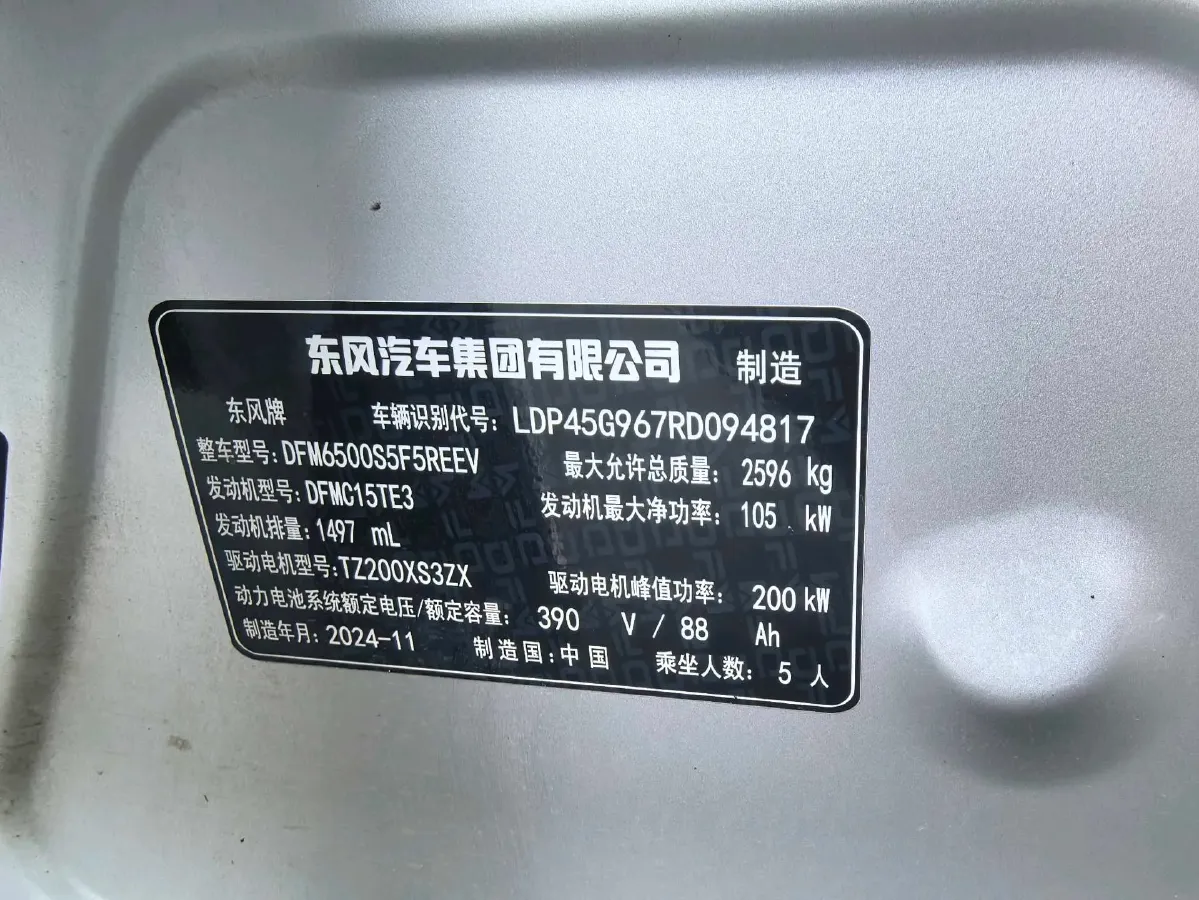 东风汽车集团有限公司 制造
东风牌 车辆识别代号: LDP45G967RD094817
整车型号: DFM6500S5F5REEV 最大允许总质量: 2596 kg
发动机型号: DFMC15TE3 发动机最大净功率: 105 kW
发动机排量: 1497 mL
驱动电机型号: TZ200XS3ZX 驱动电机峰值功率: 200 kW
动力电池系统额定电压/额定容量: 390 V / 88 Ah
制造年月: 2024-11 制造国: 中国 乘坐人数: 5 人